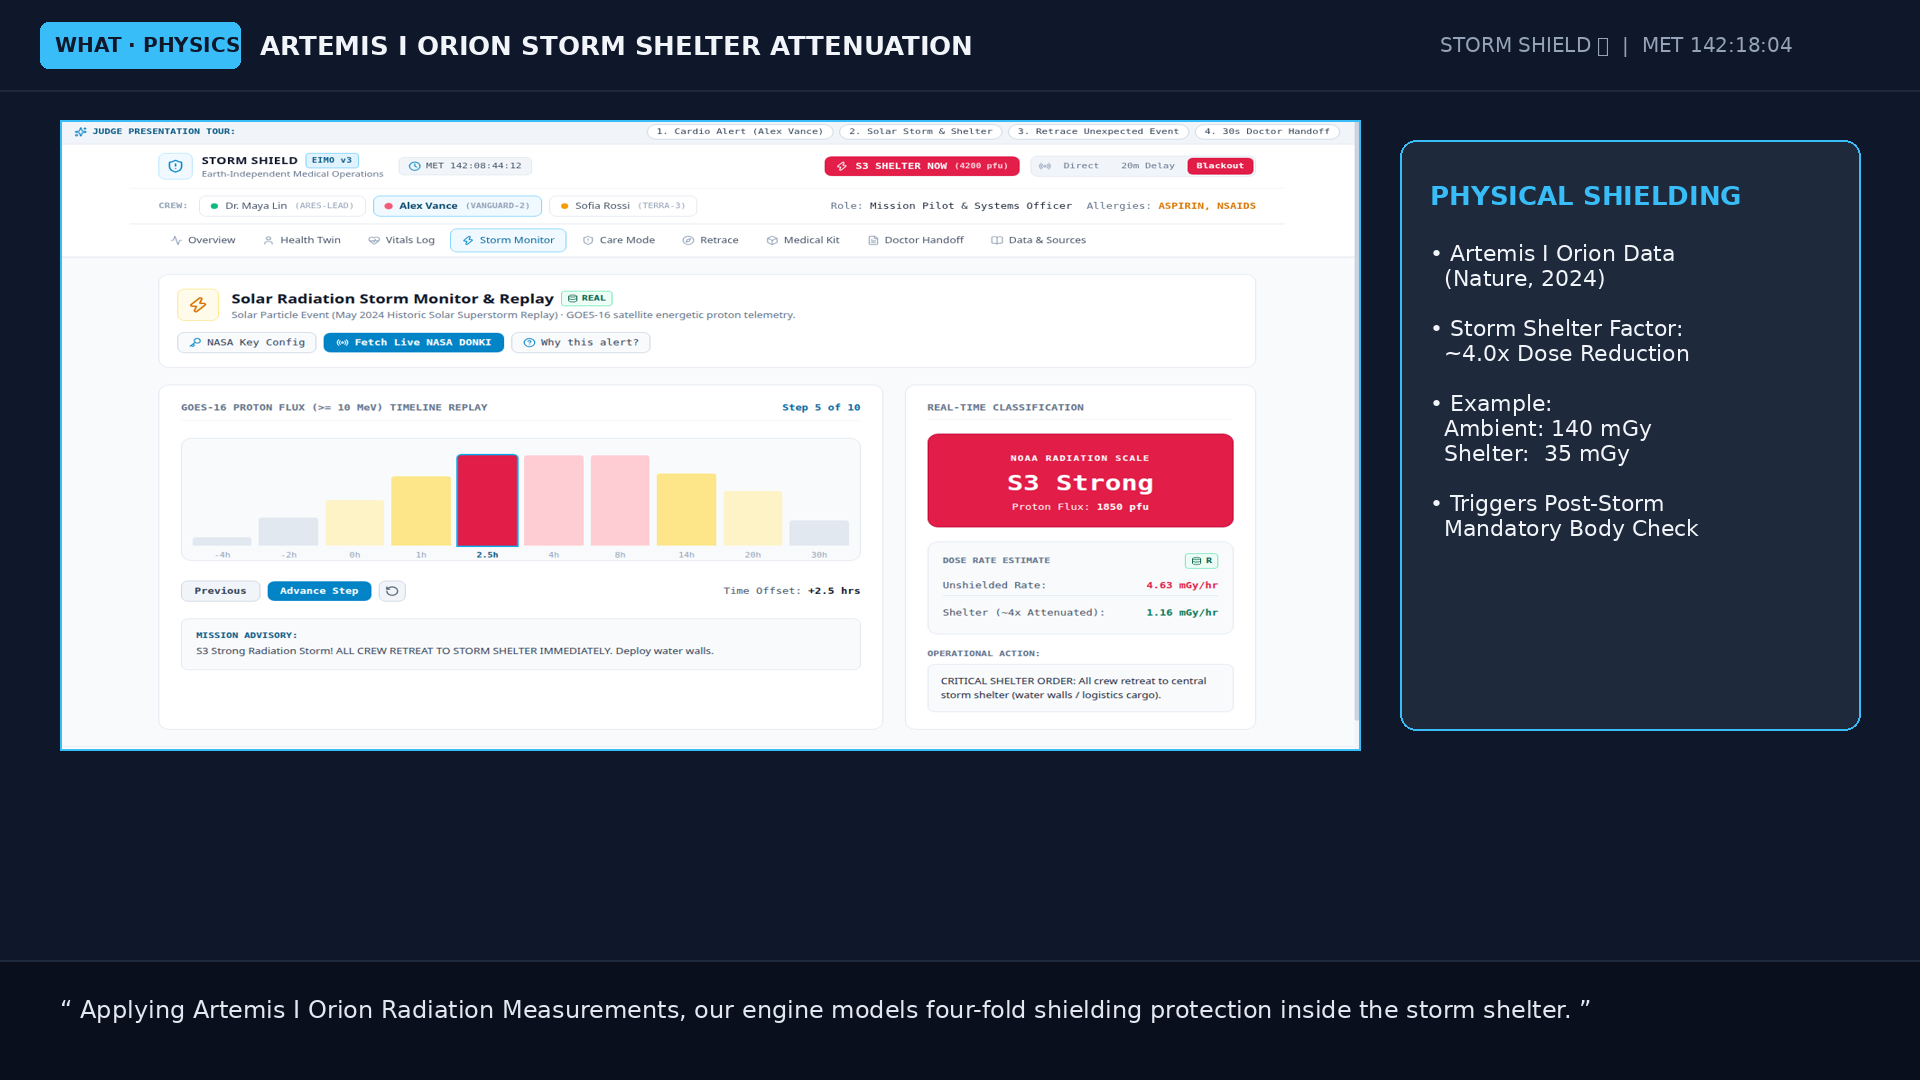 WHAT · PHYSICS
ARTEMIS I ORION STORM SHELTER ATTENUATION
STORM SHIELD ▯ | MET 142:18:04
JUDGE PRESENTATION TOUR:
1. Cardio Alert (Alex Vance)
2. Solar Storm & Shelter
3. Retrace Unexpected Event
4. 30s Doctor Handoff
STORM SHIELD
EIMO v3
Earth-Independent Medical Operations
MET 142:08:44:12
S3 SHELTER NOW (4200 pfu)
Direct
20m Delay
Blackout
CREW:
Dr. Maya Lin (ARES-LEAD)
Alex Vance (VANGUARD-2)
Sofia Rossi (TERRA-3)
Role: Mission Pilot & Systems Officer
Allergies: ASPIRIN, NSAIDS
Overview
Health Twin
Vitals Log
Storm Monitor
Care Mode
Retrace
Medical Kit
Doctor Handoff
Data & Sources
Solar Radiation Storm Monitor & Replay
REAL
Solar Particle Event (May 2024 Historic Solar Superstorm Replay) · GOES-16 satellite energetic proton telemetry.
NASA Key Config
Fetch Live NASA DONKI
Why this alert?
GOES-16 PROTON FLUX (>= 10 MeV) TIMELINE REPLAY
Step 5 of 10
-4h
-2h
0h
1h
2.5h
4h
8h
14h
20h
30h
Previous
Advance Step
Time Offset: +2.5 hrs
MISSION ADVISORY:
S3 Strong Radiation Storm! ALL CREW RETREAT TO STORM SHELTER IMMEDIATELY. Deploy water walls.
REAL-TIME CLASSIFICATION
NOAA RADIATION SCALE
S3 Strong
Proton Flux: 1850 pfu
DOSE RATE ESTIMATE
R
Unshielded Rate: 4.63 mGy/hr
Shelter (~4x Attenuated): 1.16 mGy/hr
OPERATIONAL ACTION:
CRITICAL SHELTER ORDER: All crew retreat to central
storm shelter (water walls / logistics cargo).
PHYSICAL SHIELDING
• Artemis I Orion Data
(Nature, 2024)
• Storm Shelter Factor:
~4.0x Dose Reduction
• Example:
Ambient: 140 mGy
Shelter: 35 mGy
• Triggers Post-Storm
Mandatory Body Check
“ Applying Artemis I Orion Radiation Measurements, our engine models four-fold shielding protection inside the storm shelter. ”